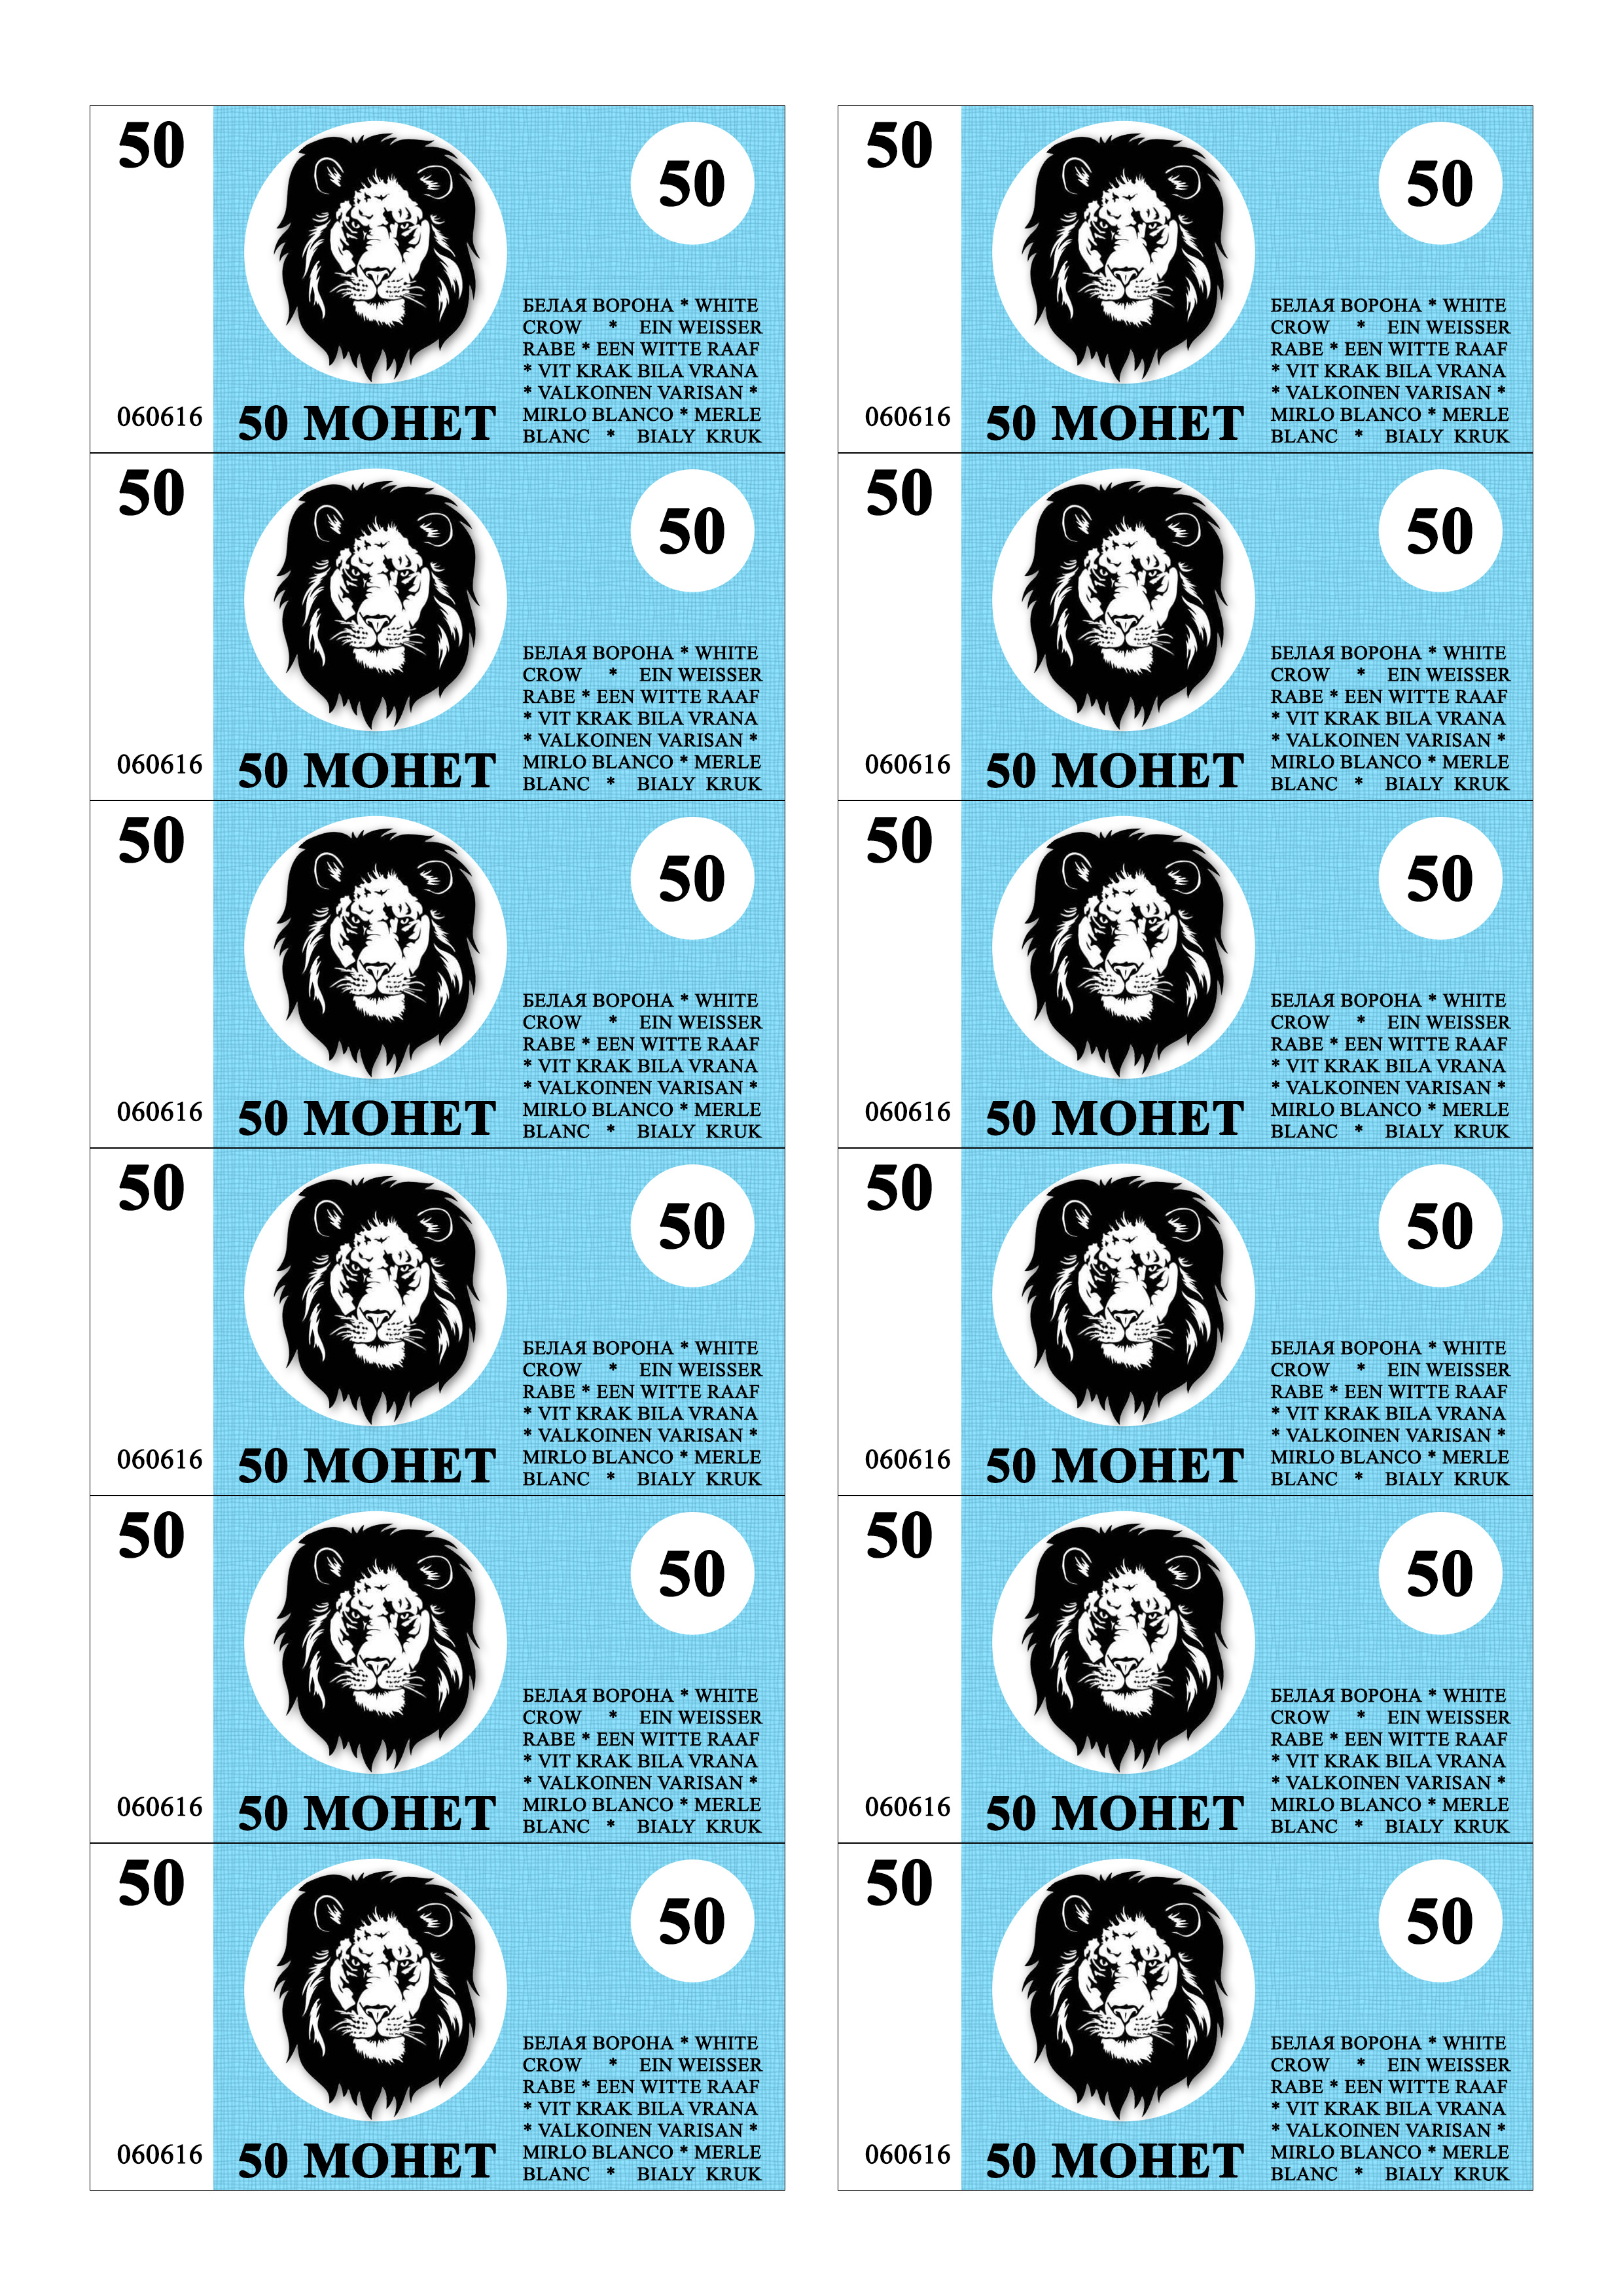 50
50
БЕЛАЯ ВОРОНА * WHITE
CROW * EIN WEISSER
RABE * EEN WITTE RAAF
* VIT KRAK BILA VRANA
* VALKOINEN VARISAN *
MIRLO BLANCO * MERLE
BLANC * BIALY KRUK
060616
50 МОНЕТ
50
50
БЕЛАЯ ВОРОНА * WHITE
CROW * EIN WEISSER
RABE * EEN WITTE RAAF
* VIT KRAK BILA VRANA
* VALKOINEN VARISAN *
MIRLO BLANCO * MERLE
BLANC * BIALY KRUK
060616
50 МОНЕТ
50
50
БЕЛАЯ ВОРОНА * WHITE
CROW * EIN WEISSER
RABE * EEN WITTE RAAF
* VIT KRAK BILA VRANA
* VALKOINEN VARISAN *
MIRLO BLANCO * MERLE
BLANC * BIALY KRUK
060616
50 МОНЕТ
50
50
БЕЛАЯ ВОРОНА * WHITE
CROW * EIN WEISSER
RABE * EEN WITTE RAAF
* VIT KRAK BILA VRANA
* VALKOINEN VARISAN *
MIRLO BLANCO * MERLE
BLANC * BIALY KRUK
060616
50 МОНЕТ
50
50
БЕЛАЯ ВОРОНА * WHITE
CROW * EIN WEISSER
RABE * EEN WITTE RAAF
* VIT KRAK BILA VRANA
* VALKOINEN VARISAN *
MIRLO BLANCO * MERLE
BLANC * BIALY KRUK
060616
50 МОНЕТ
50
50
БЕЛАЯ ВОРОНА * WHITE
CROW * EIN WEISSER
RABE * EEN WITTE RAAF
* VIT KRAK BILA VRANA
* VALKOINEN VARISAN *
MIRLO BLANCO * MERLE
BLANC * BIALY KRUK
060616
50 МОНЕТ
50
50
БЕЛАЯ ВОРОНА * WHITE
CROW * EIN WEISSER
RABE * EEN WITTE RAAF
* VIT KRAK BILA VRANA
* VALKOINEN VARISAN *
MIRLO BLANCO * MERLE
BLANC * BIALY KRUK
060616
50 МОНЕТ
50
50
БЕЛАЯ ВОРОНА * WHITE
CROW * EIN WEISSER
RABE * EEN WITTE RAAF
* VIT KRAK BILA VRANA
* VALKOINEN VARISAN *
MIRLO BLANCO * MERLE
BLANC * BIALY KRUK
060616
50 МОНЕТ
50
50
БЕЛАЯ ВОРОНА * WHITE
CROW * EIN WEISSER
RABE * EEN WITTE RAAF
* VIT KRAK BILA VRANA
* VALKOINEN VARISAN *
MIRLO BLANCO * MERLE
BLANC * BIALY KRUK
060616
50 МОНЕТ
50
50
БЕЛАЯ ВОРОНА * WHITE
CROW * EIN WEISSER
RABE * EEN WITTE RAAF
* VIT KRAK BILA VRANA
* VALKOINEN VARISAN *
MIRLO BLANCO * MERLE
BLANC * BIALY KRUK
060616
50 МОНЕТ
50
50
БЕЛАЯ ВОРОНА * WHITE
CROW * EIN WEISSER
RABE * EEN WITTE RAAF
* VIT KRAK BILA VRANA
* VALKOINEN VARISAN *
MIRLO BLANCO * MERLE
BLANC * BIALY KRUK
060616
50 МОНЕТ
50
50
БЕЛАЯ ВОРОНА * WHITE
CROW * EIN WEISSER
RABE * EEN WITTE RAAF
* VIT KRAK BILA VRANA
* VALKOINEN VARISAN *
MIRLO BLANCO * MERLE
BLANC * BIALY KRUK
060616
50 МОНЕТ